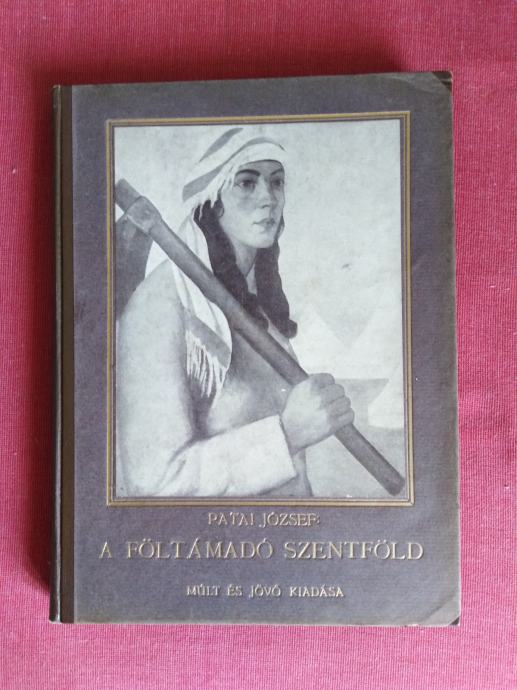 PATAI JÓZSEF:
A FÖLTÁMADÓ SZENTFÖLD
MÚLT ÉS JÖVŐ KIADÁSA